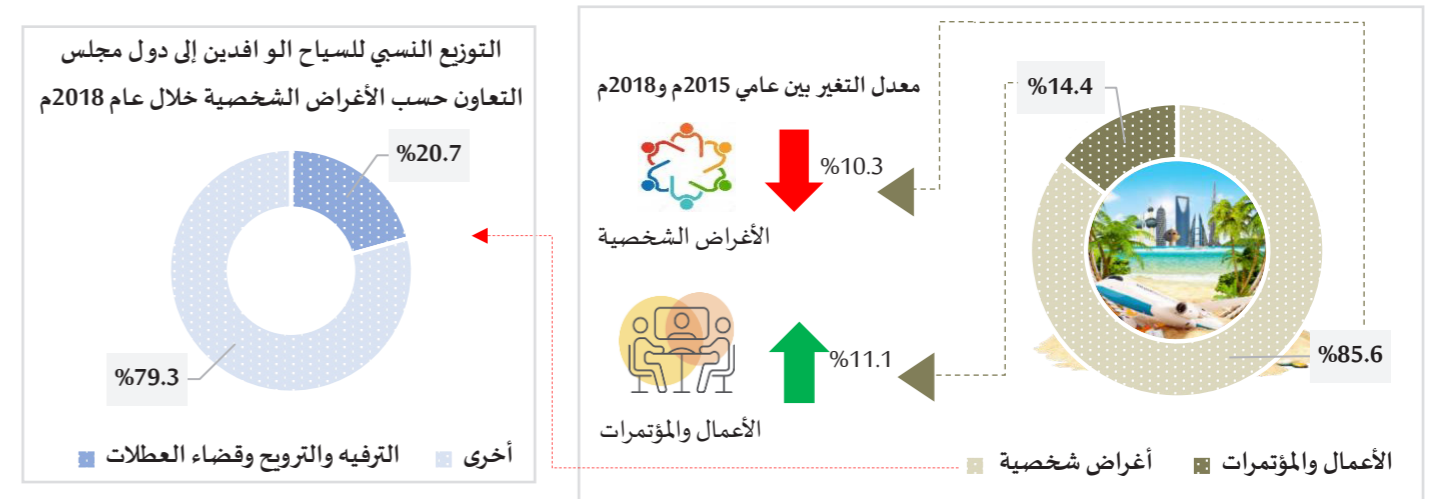 معدل التغير بين عامي 2015م و2018م
%14.4
%10.3
الأغراض الشخصية
%11.1
%85.6
الأعمال والمؤتمرات
الأعمال والمؤتمرات
أغراض شخصية
التوزيع النسبي للسياح الو افدين إلى دول مجلس
التعاون حسب الأغراض الشخصية خلال عام 2018م
%20.7
%79.3
أخرى
الترفيه والترويح وقضاء العطلات